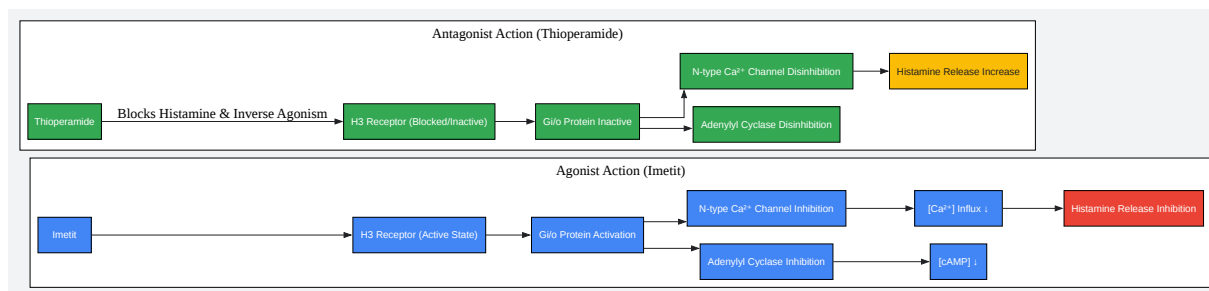 Antagonist Action (Thioperamide)
N-type Ca²⁺ Channel Disinhibition
Histamine Release Increase
Thioperamide
Blocks Histamine & Inverse Agonism
H3 Receptor (Blocked/Inactive)
Gi/o Protein Inactive
Adenylyl Cyclase Disinhibition
Agonist Action (Imetit)
N-type Ca²⁺ Channel Inhibition
[Ca²⁺] Influx ↓
Histamine Release Inhibition
Imetit
H3 Receptor (Active State)
Gi/o Protein Activation
Adenylyl Cyclase Inhibition
[cAMP] ↓